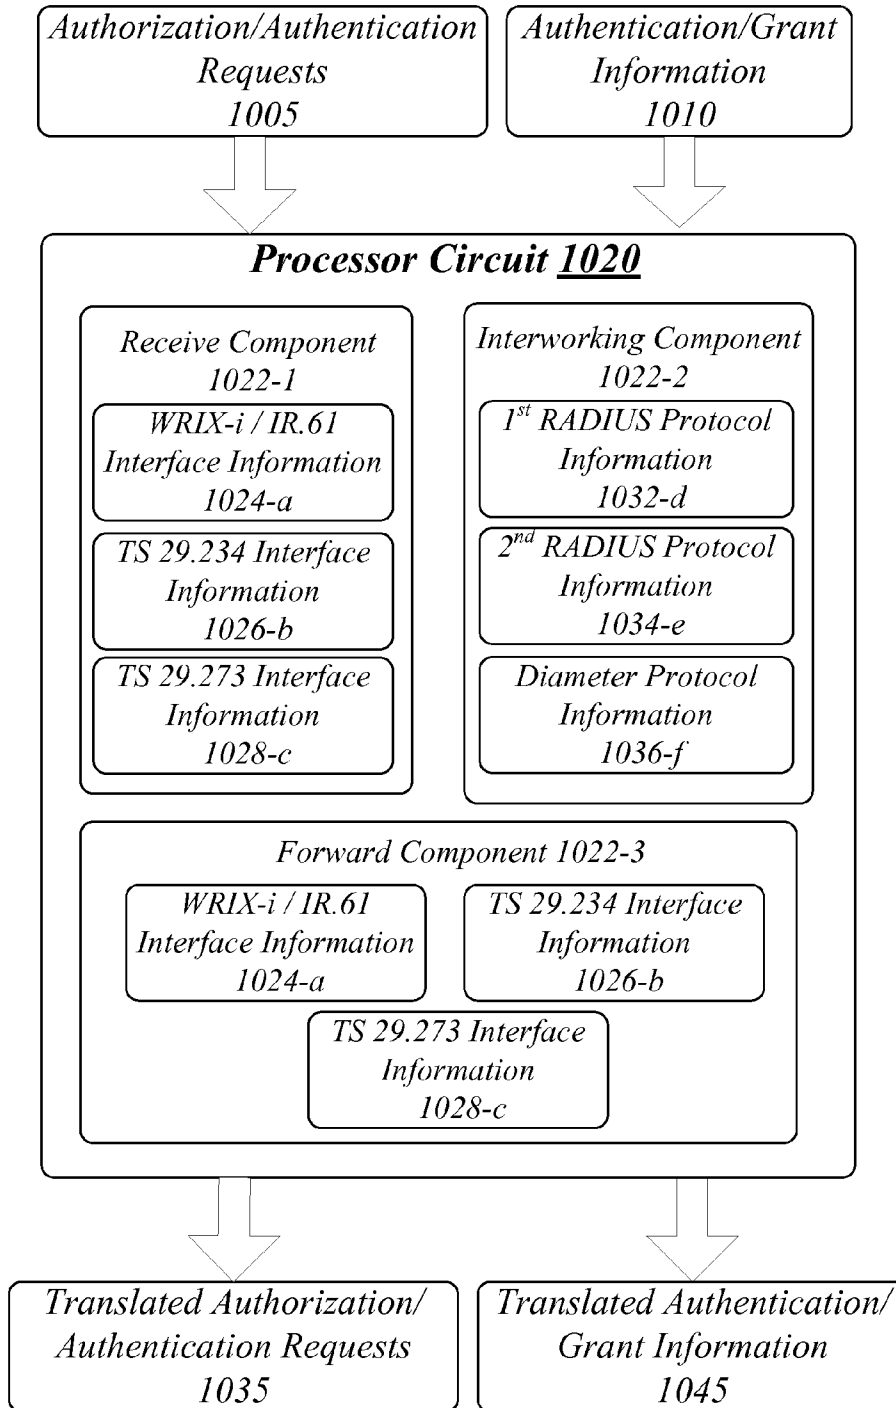 Authorization/Authentication
Requests
1005
Authentication/Grant
Information
1010
Processor Circuit 1020
Receive Component
1022-1
WRIX-i / IR.61
Interface Information
1024-a
TS 29.234 Interface
Information
1026-b
TS 29.273 Interface
Information
1028-c
Interworking Component
1022-2
1st RADIUS Protocol
Information
1032-d
2nd RADIUS Protocol
Information
1034-e
Diameter Protocol
Information
1036-f
Forward Component 1022-3
WRIX-i / IR.61
Interface Information
1024-a
TS 29.234 Interface
Information
1026-b
TS 29.273 Interface
Information
1028-c
Translated Authorization/
Authentication Requests
1035
Translated Authentication/
Grant Information
1045